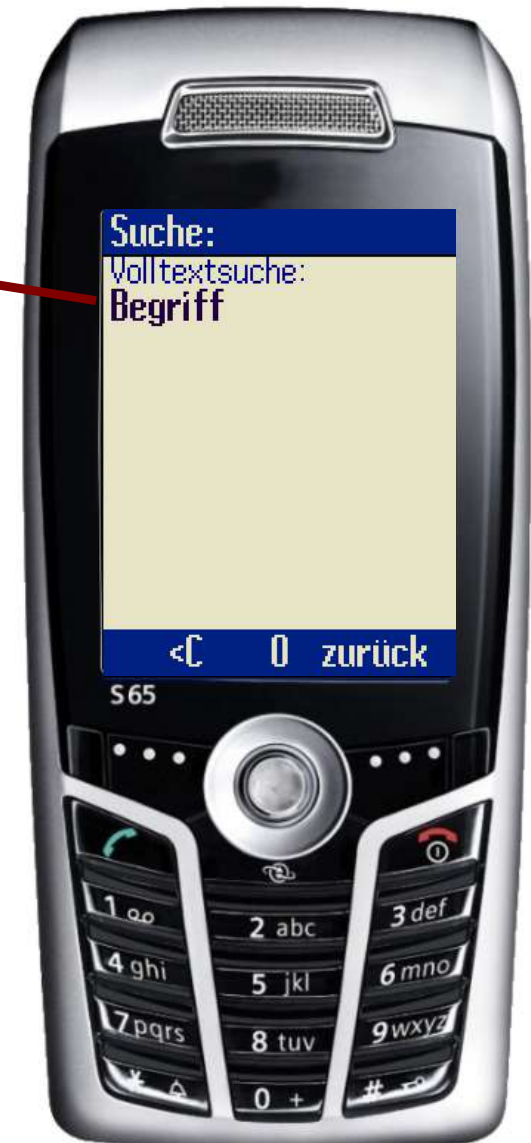 Suche:
Volltextsuche:
Begriff
<C 0 zurück
S65
1
2 abc
3 def
4 ghi
5 jkl
6 mno
7 pqrs
8 tuv
9 wxyz
*
0 +
#